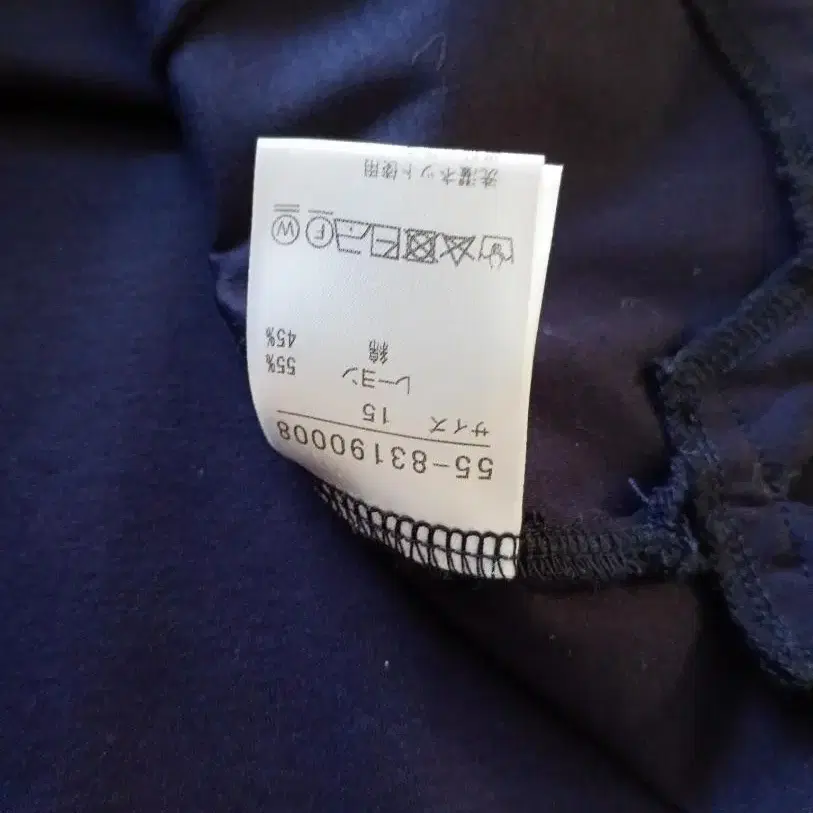 55-83190008
サイズ 15
レーヨン 55%
綿 45%
F W
洗濯ネット使用